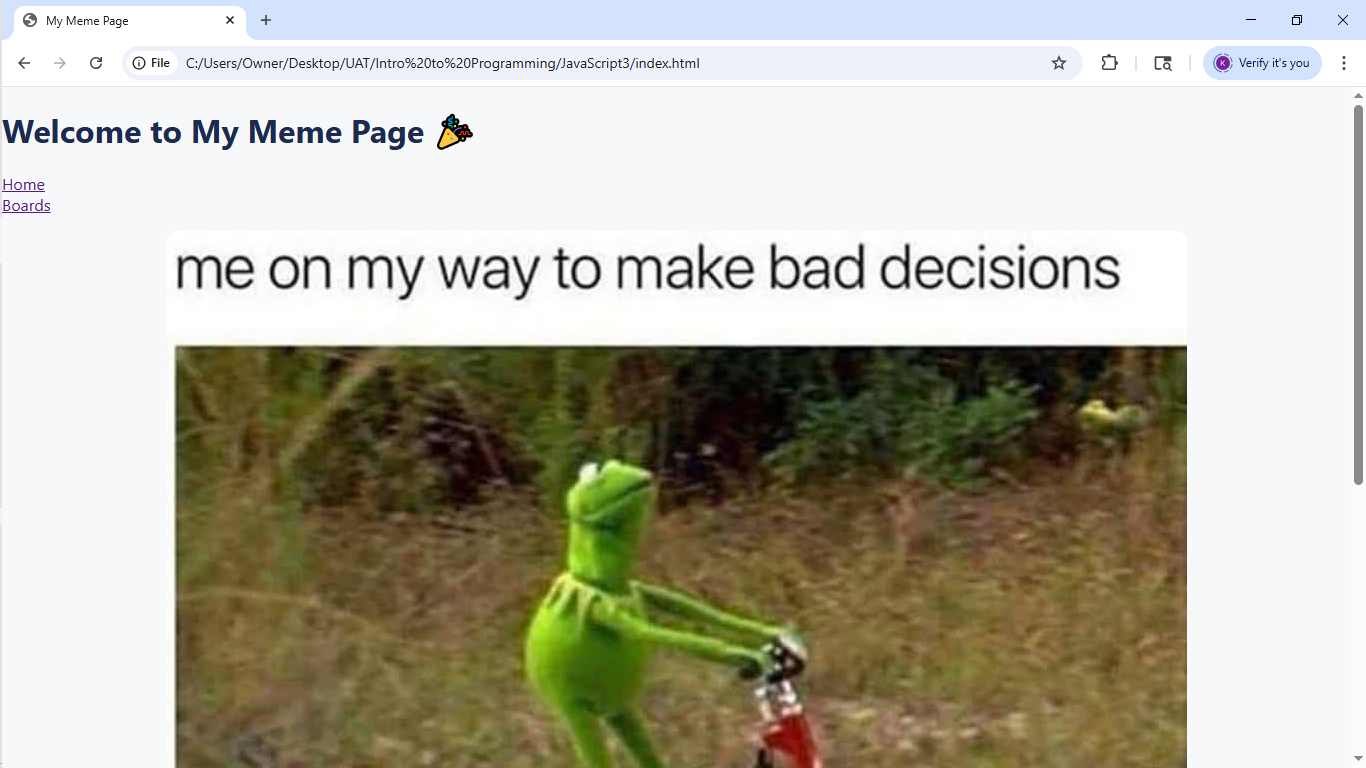 My Meme Page
File
C:/Users/Owner/Desktop/UAT/Intro%20to%20Programming/JavaScript3/index.html
K
Verify it's you
Welcome to My Meme Page 🎉
Home
Boards
me on my way to make bad decisions